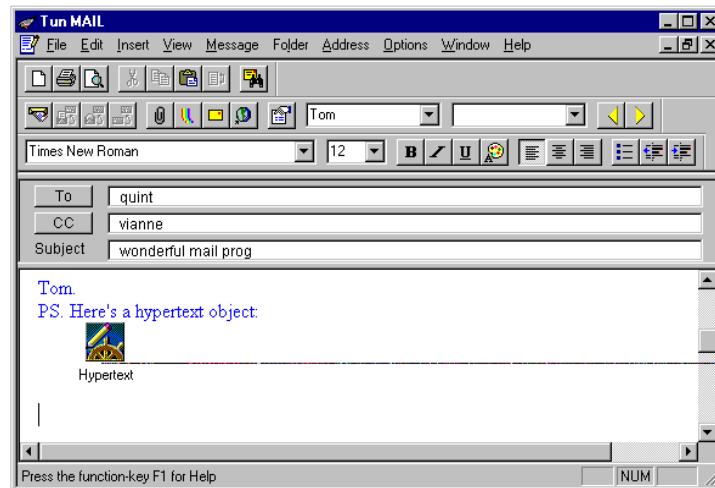 Tun MAIL
File Edit Insert View Message Folder Address Options Window Help
Tom
Times New Roman 12 B I U
To quint
CC vianne
Subject wonderful mail prog
Tom.
PS. Here's a hypertext object:
Hypertext
Press the function-key F1 for Help NUM